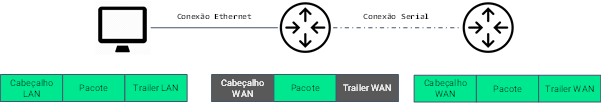 Conexão Ethernet
Conexão Serial
Cabeçalho
LAN
Pacote
Trailer LAN
Cabeçalho
WAN
Pacote
Trailer WAN
Cabeçalho
WAN
Pacote
Trailer WAN